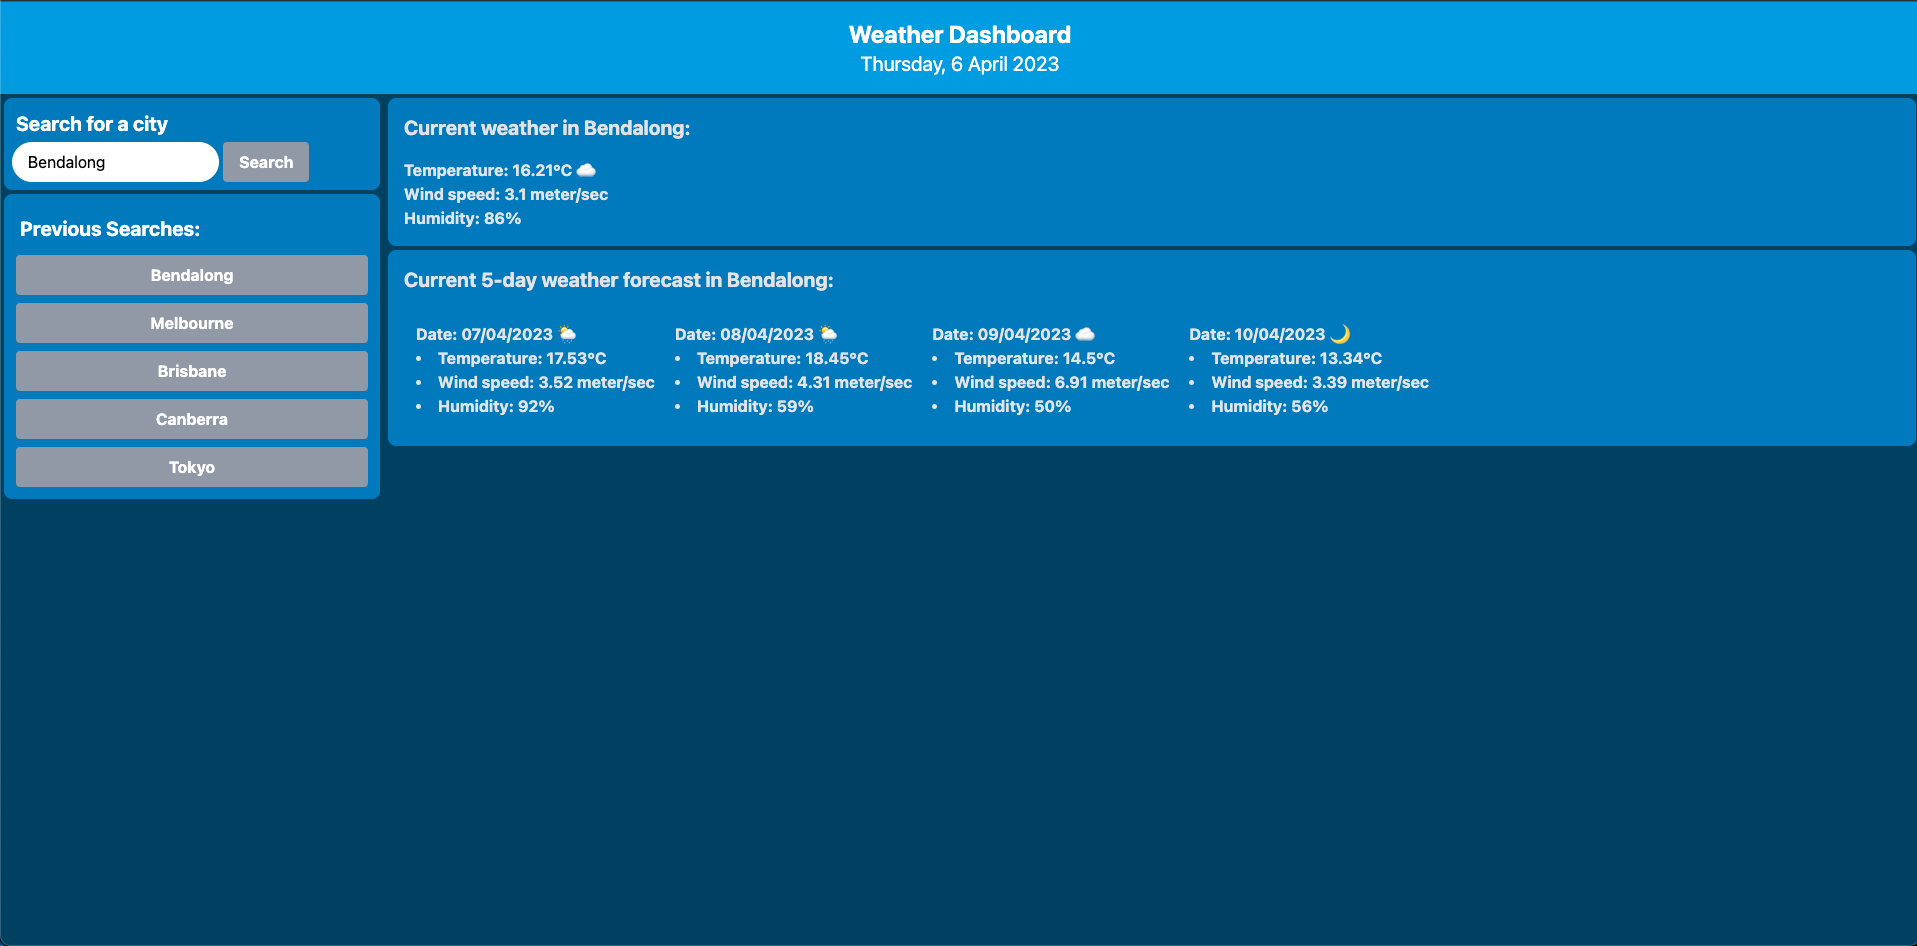 Weather Dashboard
Thursday, 6 April 2023
Search for a city
Bendalong
Search
Previous Searches:
Bendalong
Melbourne
Brisbane
Canberra
Tokyo
Current weather in Bendalong:
Temperature: 16.21°C ☁️
Wind speed: 3.1 meter/sec
Humidity: 86%
Current 5-day weather forecast in Bendalong:
Date: 07/04/2023 🌦️
• Temperature: 17.53°C
• Wind speed: 3.52 meter/sec
• Humidity: 92%
Date: 08/04/2023 🌦️
• Temperature: 18.45°C
• Wind speed: 4.31 meter/sec
• Humidity: 59%
Date: 09/04/2023 ☁️
• Temperature: 14.5°C
• Wind speed: 6.91 meter/sec
• Humidity: 50%
Date: 10/04/2023 🌙
• Temperature: 13.34°C
• Wind speed: 3.39 meter/sec
• Humidity: 56%